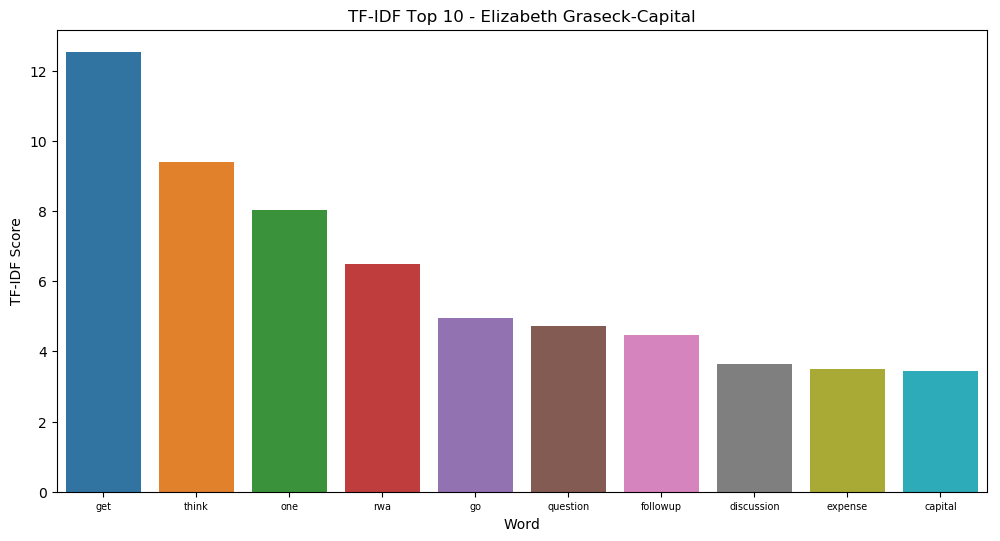 TF-IDF Top 10 - Elizabeth Graseck-Capital
TF-IDF Score
12
10
8
6
4
2
0
get think one rwa go question followup discussion expense capital
Word